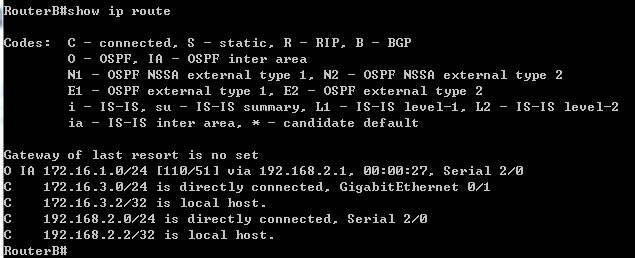 RouterB#show ip route
Codes:  C - connected, S - static, R - RIP, B - BGP
        O - OSPF, IA - OSPF inter area
        N1 - OSPF NSSA external type 1, N2 - OSPF NSSA external type 2
        E1 - OSPF external type 1, E2 - OSPF external type 2
        i - IS-IS, su - IS-IS summary, L1 - IS-IS level-1, L2 - IS-IS level-2
        ia - IS-IS inter area, * - candidate default
Gateway of last resort is no set
O IA 172.16.1.0/24 [110/51] via 192.168.2.1, 00:00:27, Serial 2/0
C    172.16.3.0/24 is directly connected, GigabitEthernet 0/1
C    172.16.3.2/32 is local host.
C    192.168.2.0/24 is directly connected, Serial 2/0
C    192.168.2.2/32 is local host.
RouterB#